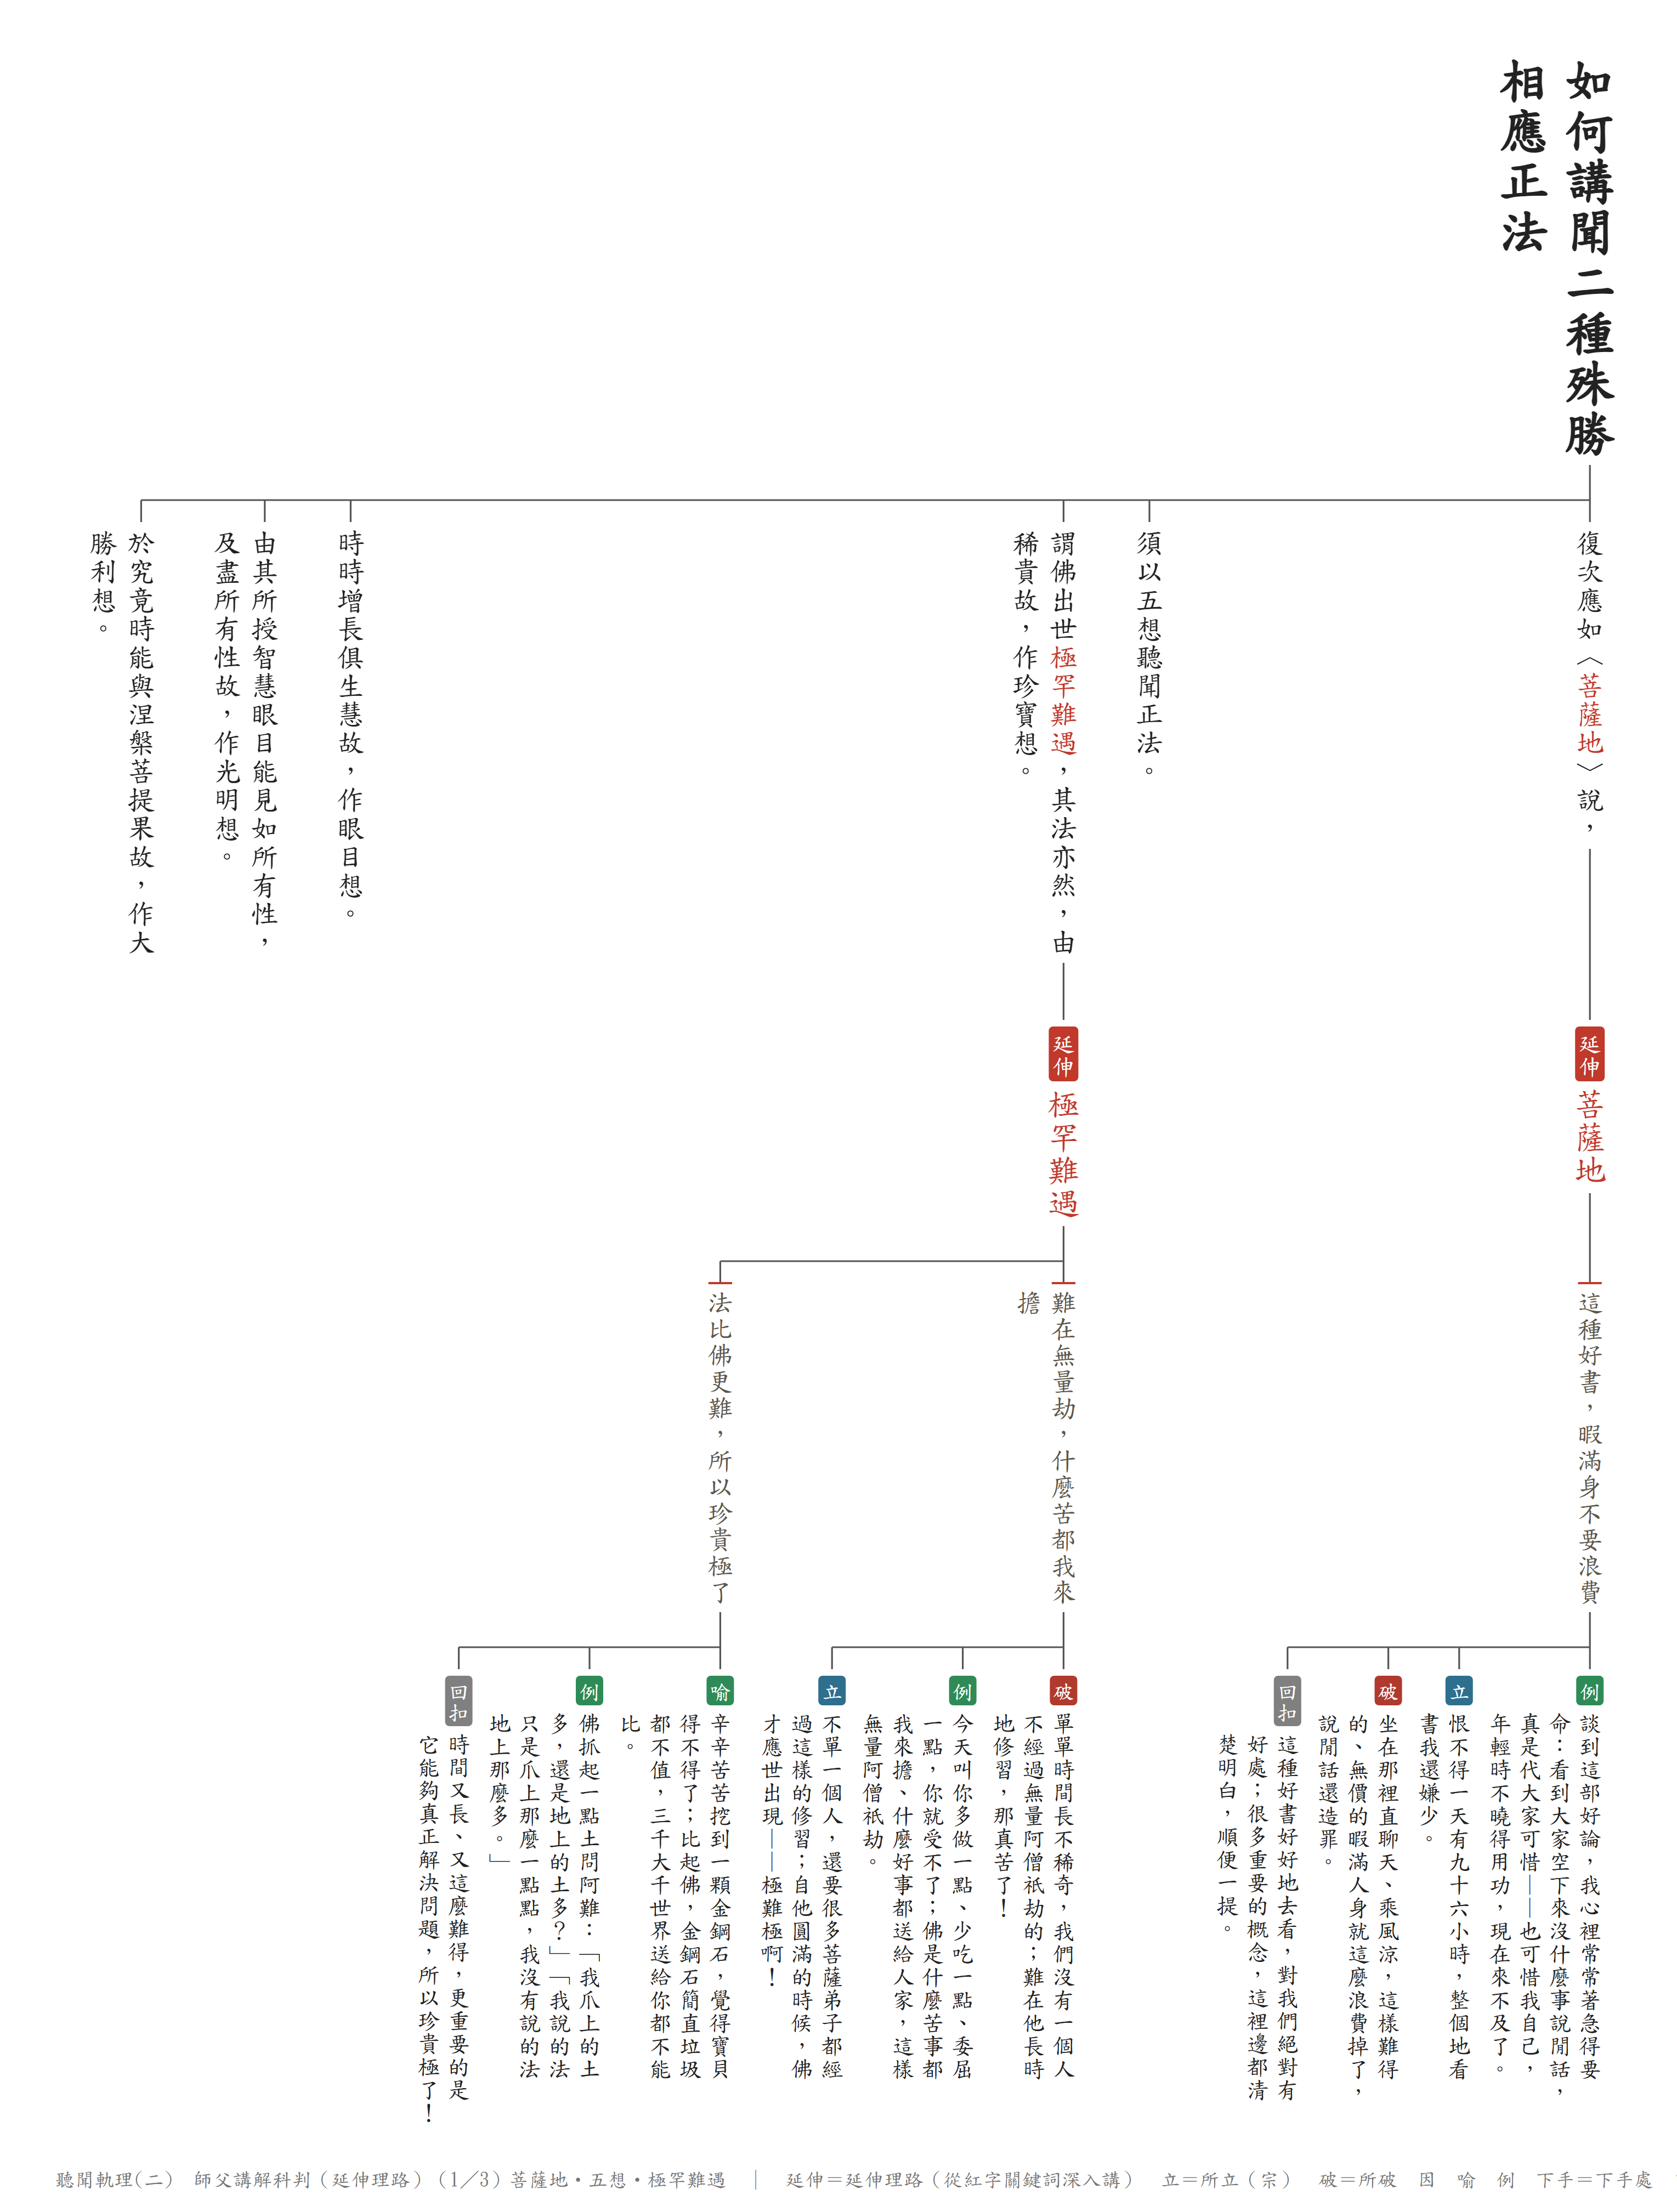 如何講聞二種殊勝
相應正法
復次應如〈菩薩地〉說，
須以五想聽聞正法。
謂佛出世極罕難遇，其法亦然，由
稀貴故，作珍寶想。
時時增長俱生慧故，作眼目想。
由其所授智慧眼目能見如所有性，
及盡所有性故，作光明想。
於究竟時能與涅槃菩提果故，作大
勝利想。
延伸
菩薩地
延伸
極罕難遇
這種好書，暇滿身不要浪費
難在無量劫，什麼苦都我來
擔
法比佛更難，所以珍貴極了
例
談到這部好論，我心裡常常著急得要
命：看到大家空下來沒什麼事說閒話，
真是代大家可惜——也可惜我自己，
年輕時不曉得用功，現在來不及了。
立
恨不得一天有九十六小時，整個地看
書我還嫌少。
破
坐在那裡直聊天、乘風涼，這樣難得
的、無價的暇滿人身就這麼浪費掉了，
說閒話還造罪。
回扣
這種好書好好地去看，對我們絕對有
好處；很多重要的概念，這裡邊都清
楚明白，順便一提。
破
單單時間長不稀奇，我們沒有一個人
不經過無量阿僧祇劫的；難在他長時
地修習，那真苦了！
例
今天叫你多做一點、少吃一點、委屈
一點，你就受不了；佛是什麼苦事都
我來擔、什麼好事都送給人家，這樣
無量阿僧祇劫。
立
不單一個人，還要很多菩薩弟子都經
過這樣的修習；自他圓滿的時候，佛
才應世出現——極難極啊！
喻
辛辛苦苦挖到一顆金鋼石，覺得寶貝
得不得了；比起佛，金鋼石簡直垃圾
都不值，三千大千世界送給你都不能
比。
例
佛抓起一點土問阿難：「我爪上的土
多，還是地上的土多？」「我說的法
只是爪上那麼一點點，我沒有說的法
地上那麼多。」
回扣
時間又長、又這麼難得，更重要的是
它能夠真正解決問題，所以珍貴極了！
聽聞軌理(二)　師父講解科判（延伸理路）（1／3）菩薩地・五想・極罕難遇　｜　延伸＝延伸理路（從紅字關鍵詞深入講）　立＝所立（宗）　破＝所破　因　喻　例　下手＝下手處